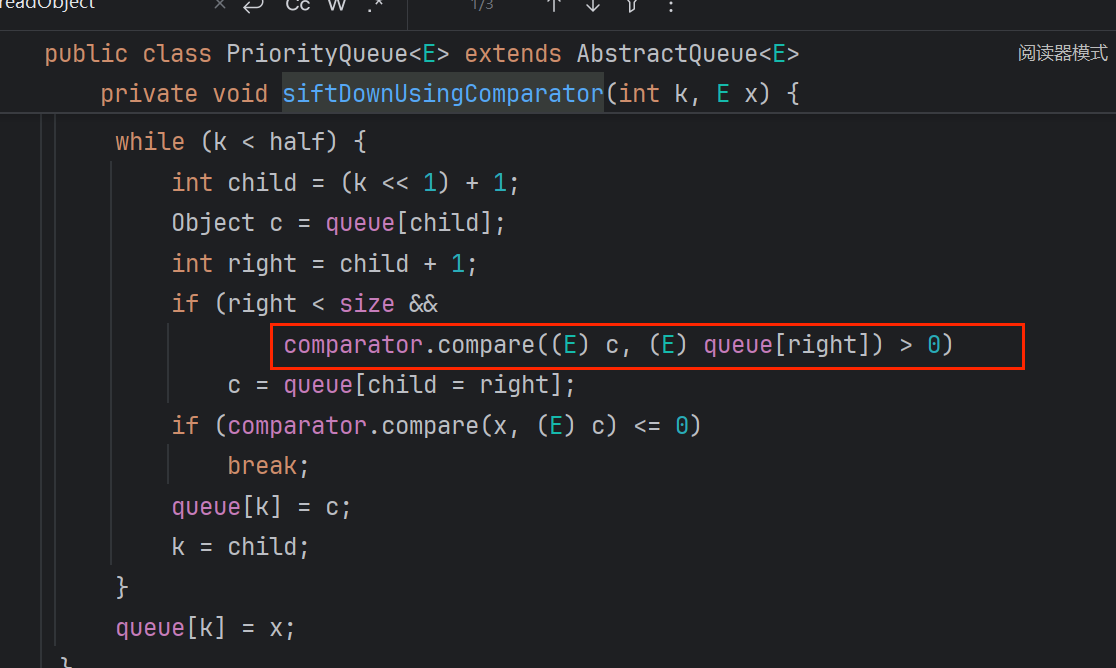 readObject Cc W .* 1/3
public class PriorityQueue<E> extends AbstractQueue<E> 阅读器模式
private void siftDownUsingComparator(int k, E x) {
while (k < half) {
int child = (k << 1) + 1;
Object c = queue[child];
int right = child + 1;
if (right < size &&
comparator.compare((E) c, (E) queue[right]) > 0)
c = queue[child = right];
if (comparator.compare(x, (E) c) <= 0)
break;
queue[k] = c;
k = child;
}
queue[k] = x;
}